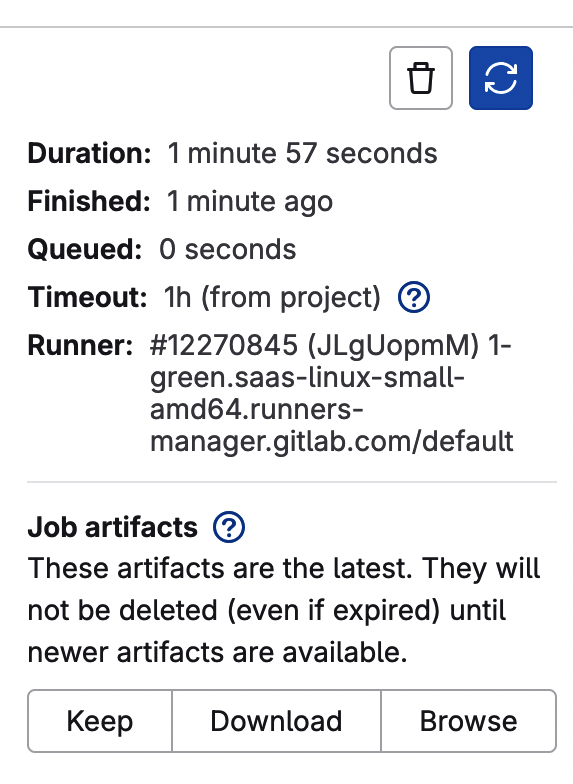 Duration: 1 minute 57 seconds
Finished: 1 minute ago
Queued: 0 seconds
Timeout: 1h (from project) ?
Runner: #12270845 (JLgUopmM) 1-
green.saas-linux-small-
amd64.runners-
manager.gitlab.com/default
Job artifacts ?
These artifacts are the latest. They will
not be deleted (even if expired) until
newer artifacts are available.
Keep Download Browse